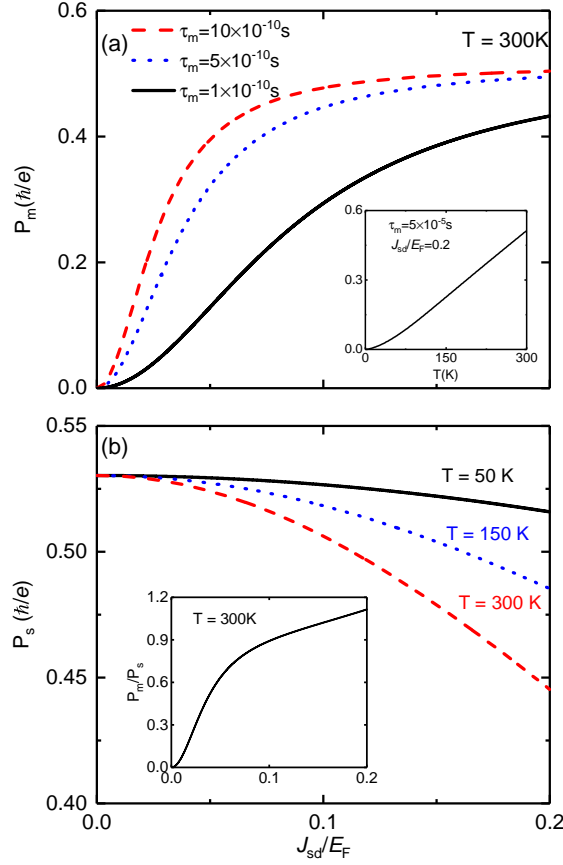 (a)
τm=10×10-10s
τm=5×10-10s
τm=1×10-10s
T = 300K
Pm(ħ/e)
0.6
0.4
0.2
0.0
τm=5×10-5s
Jsd/EF=0.2
0.6
0.3
0.0
0
150
300
T(K)
(b)
0.55
0.50
0.45
0.40
Ps (ħ/e)
T = 50 K
T = 150 K
T = 300 K
T = 300K
Pm/Ps
1.2
0.9
0.6
0.3
0.0
0.0
0.1
0.2
0.0
0.1
0.2
Jsd/EF